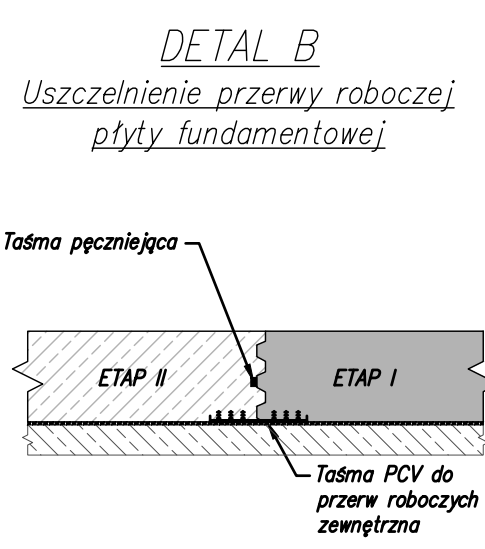 DETAL B
Uszczelnienie przerwy roboczej
płyty fundamentowej
Taśma pęczniejąca
ETAP II
ETAP I
Taśma PCV do
przerw roboczych
zewnętrzna